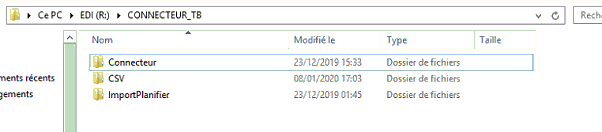 Ce PC EDI (R:) CONNECTEUR_TB
Reche
Nom Modifié le Type Taille
Connecteur 23/12/2019 15:33 Dossier de fichiers
CSV 08/01/2020 17:03 Dossier de fichiers
ImportPlanifier 23/12/2019 01:45 Dossier de fichiers
ments récents
gements